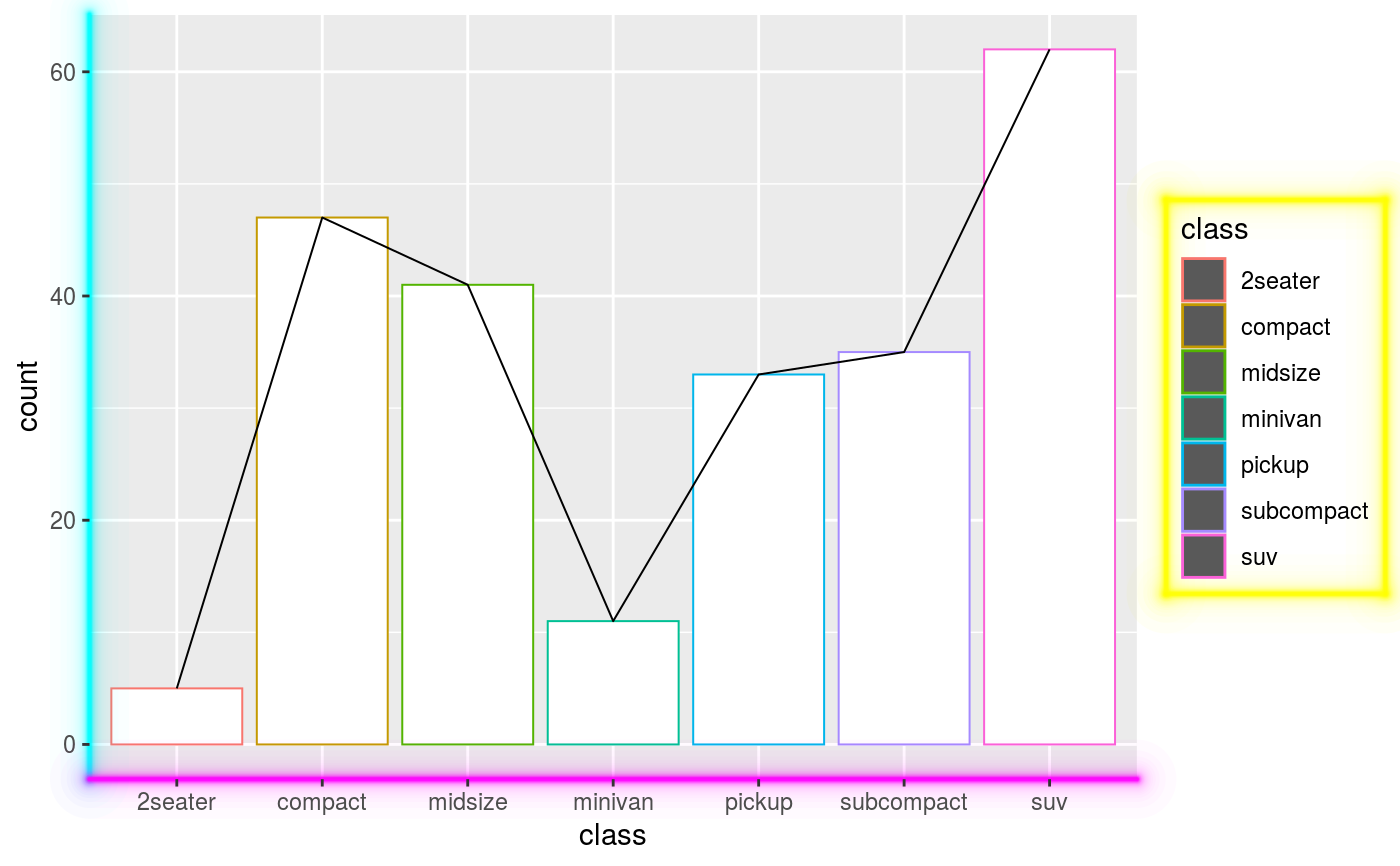 60
40
20
0
count
2seater compact midsize minivan pickup subcompact suv
class
class
2seater
compact
midsize
minivan
pickup
subcompact
suv